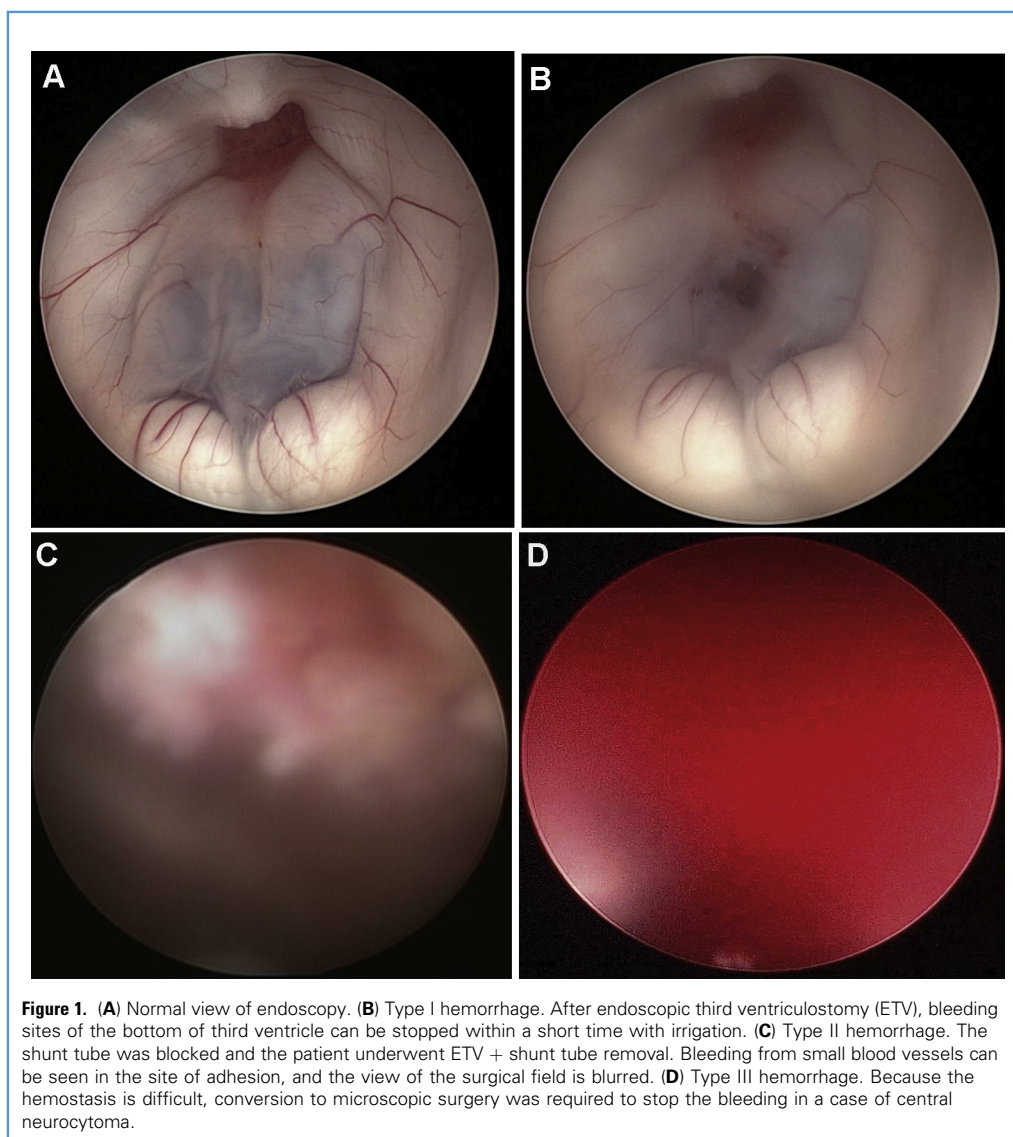 A
B
C
D
Figure 1. (A) Normal view of endoscopy. (B) Type I hemorrhage. After endoscopic third ventriculostomy (ETV), bleeding
sites of the bottom of third ventricle can be stopped within a short time with irrigation. (C) Type II hemorrhage. The
shunt tube was blocked and the patient underwent ETV + shunt tube removal. Bleeding from small blood vessels can
be seen in the site of adhesion, and the view of the surgical field is blurred. (D) Type III hemorrhage. Because the
hemostasis is difficult, conversion to microscopic surgery was required to stop the bleeding in a case of central
neurocytoma.